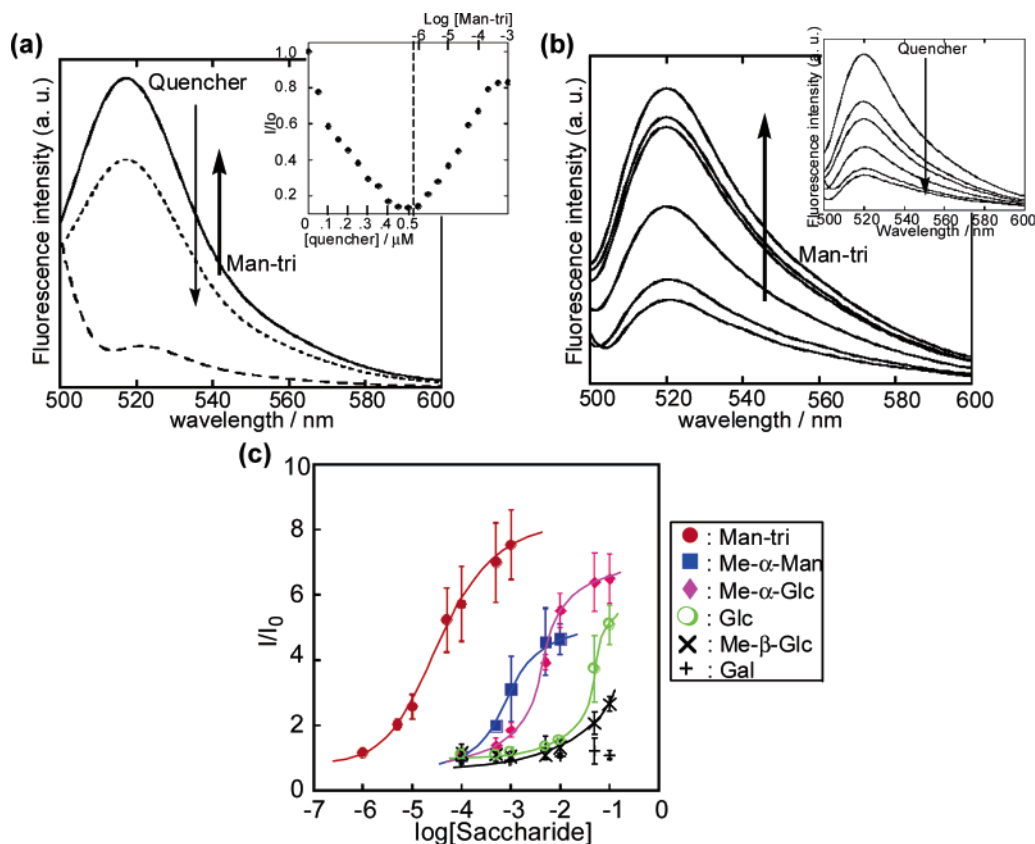 (a)
Fluorescence intensity (a. u.)
Quencher
Man-tri
500 520 540 560 580 600
wavelength / nm
Log [Man-tri]
-6 -5 -4 -3
I/Io
1.0
0.8
0.6
0.4
0.2
0 .1 .2 .3 .4 0.5
[quencher] / μM
(b)
Fluorescence intensity (a. u.)
Man-tri
500 520 540 560 580 600
wavelength / nm
Fluorescence intensity (a. u.)
Quencher
500 520 540 560 580 600
Wavelength / nm
(c)
I/I0
10
8
6
4
2
0
-7 -6 -5 -4 -3 -2 -1 0
log[Saccharide]
: Man-tri
: Me-α-Man
: Me-α-Glc
: Glc
: Me-β-Glc
: Gal